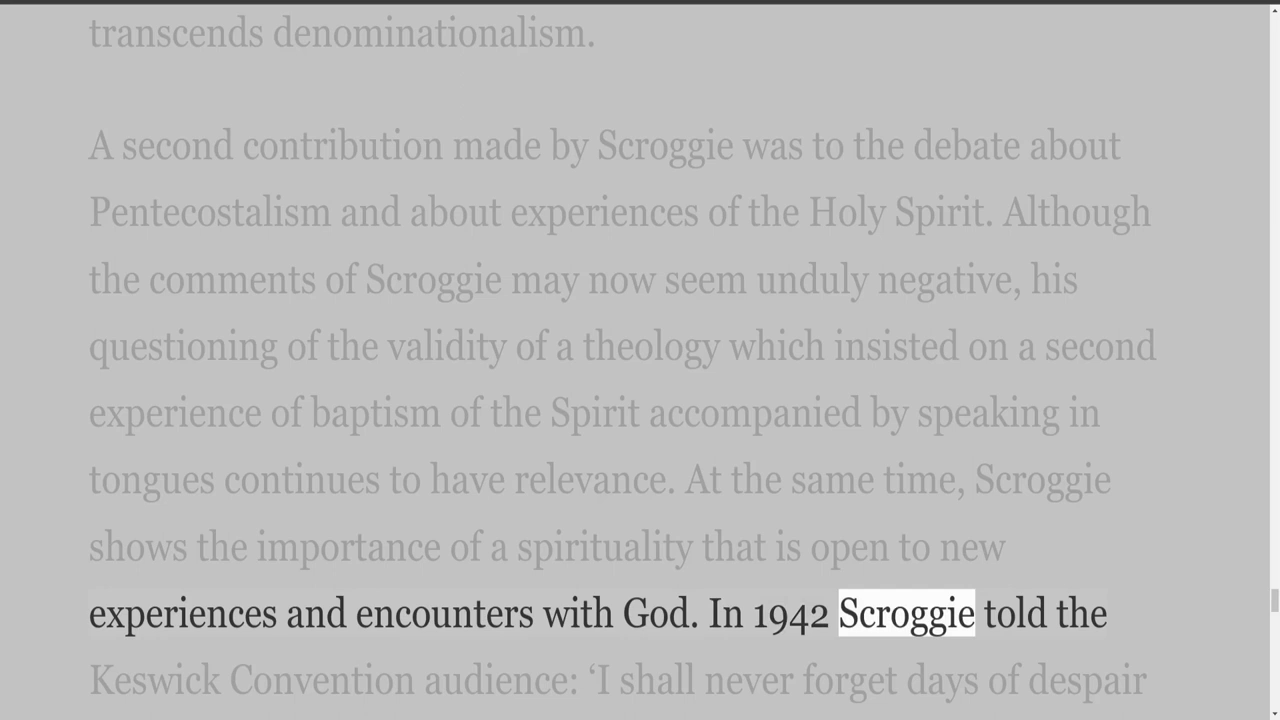 transcends denominationalism.
A second contribution made by Scroggie was to the debate about
Pentecostalism and about experiences of the Holy Spirit. Although
the comments of Scroggie may now seem unduly negative, his
questioning of the validity of a theology which insisted on a second
experience of baptism of the Spirit accompanied by speaking in
tongues continues to have relevance. At the same time, Scroggie
shows the importance of a spirituality that is open to new
experiences and encounters with God. In 1942 Scroggie told the
Keswick Convention audience: ‘I shall never forget days of despair